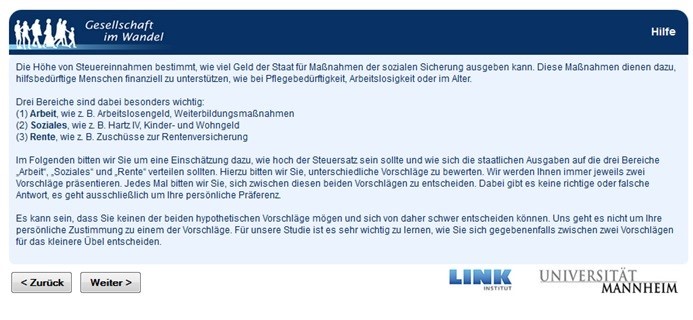 Gesellschaft
im Wandel
Hilfe
Die Höhe von Steuereinnahmen bestimmt, wie viel Geld der Staat für Maßnahmen der sozialen Sicherung ausgeben kann. Diese Maßnahmen dienen dazu,
hilfsbedürftige Menschen finanziell zu unterstützen, wie bei Pflegebedürftigkeit, Arbeitslosigkeit oder im Alter.
Drei Bereiche sind dabei besonders wichtig:
(1) Arbeit, wie z. B. Arbeitslosengeld, Weiterbildungsmaßnahmen
(2) Soziales, wie z. B. Hartz IV, Kinder- und Wohngeld
(3) Rente, wie z. B. Zuschüsse zur Rentenversicherung
Im Folgenden bitten wir Sie um eine Einschätzung dazu, wie hoch der Steuersatz sein sollte und wie sich die staatlichen Ausgaben auf die drei Bereiche
„Arbeit“, „Soziales“ und „Rente“ verteilen sollten. Hierzu bitten wir Sie, unterschiedliche Vorschläge zu bewerten. Wir werden Ihnen immer jeweils zwei
Vorschläge präsentieren. Jedes Mal bitten wir Sie, sich zwischen diesen beiden Vorschlägen zu entscheiden. Dabei gibt es keine richtige oder falsche
Antwort, es geht ausschließlich um Ihre persönliche Präferenz.
Es kann sein, dass Sie keinen der beiden hypothetischen Vorschläge mögen und sich von daher schwer entscheiden können. Uns geht es nicht um Ihre
persönliche Zustimmung zu einem der Vorschläge. Für unsere Studie ist es sehr wichtig zu lernen, wie Sie sich gegebenenfalls zwischen zwei Vorschlägen
für das kleinere Übel entscheiden.
< Zurück
Weiter >
LINK
INSTITUT
UNIVERSITÄT
MANNHEIM